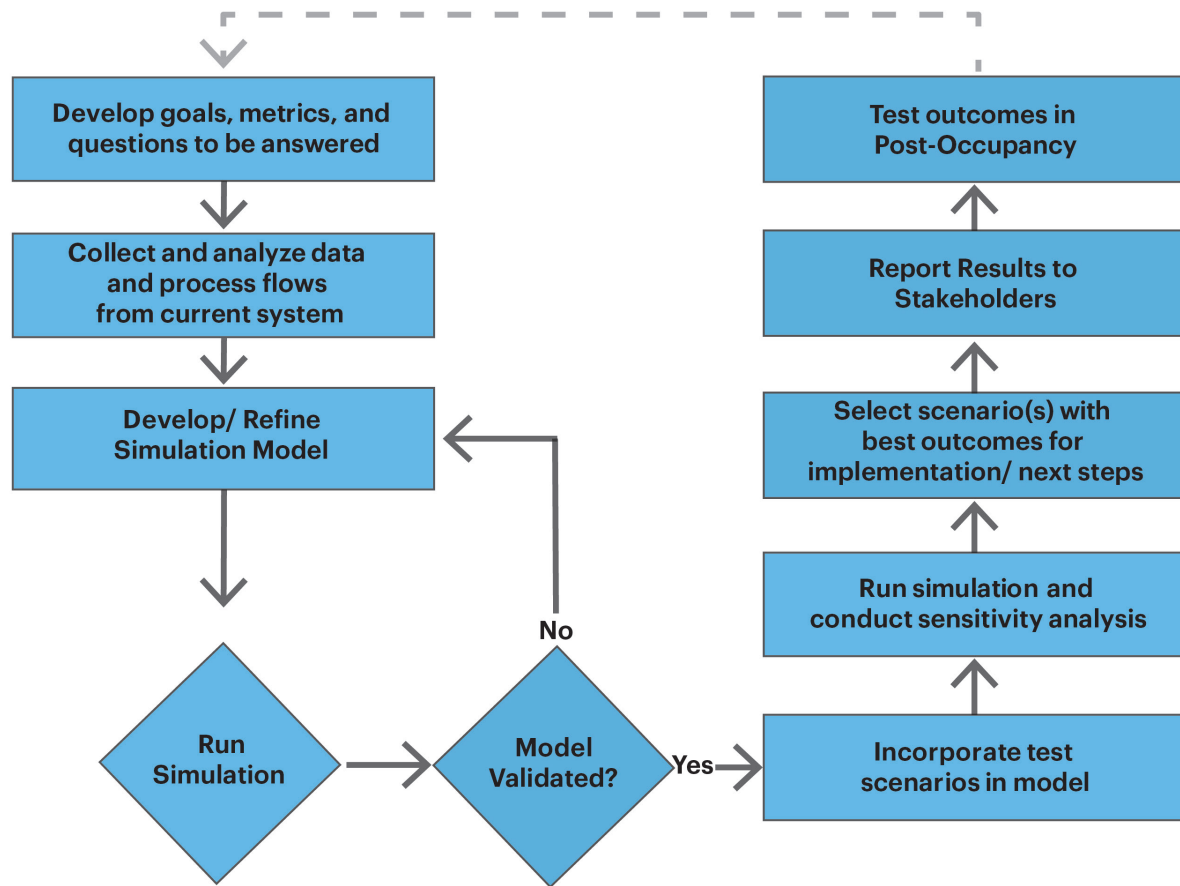 Develop goals, metrics, and
questions to be answered
Collect and analyze data
and process flows
from current system
Develop/ Refine
Simulation Model
Run
Simulation
No
Model
Validated?
Yes
Incorporate test
scenarios in model
Run simulation and
conduct sensitivity analysis
Select scenario(s) with
best outcomes for
implementation/ next steps
Report Results to
Stakeholders
Test outcomes in
Post-Occupancy